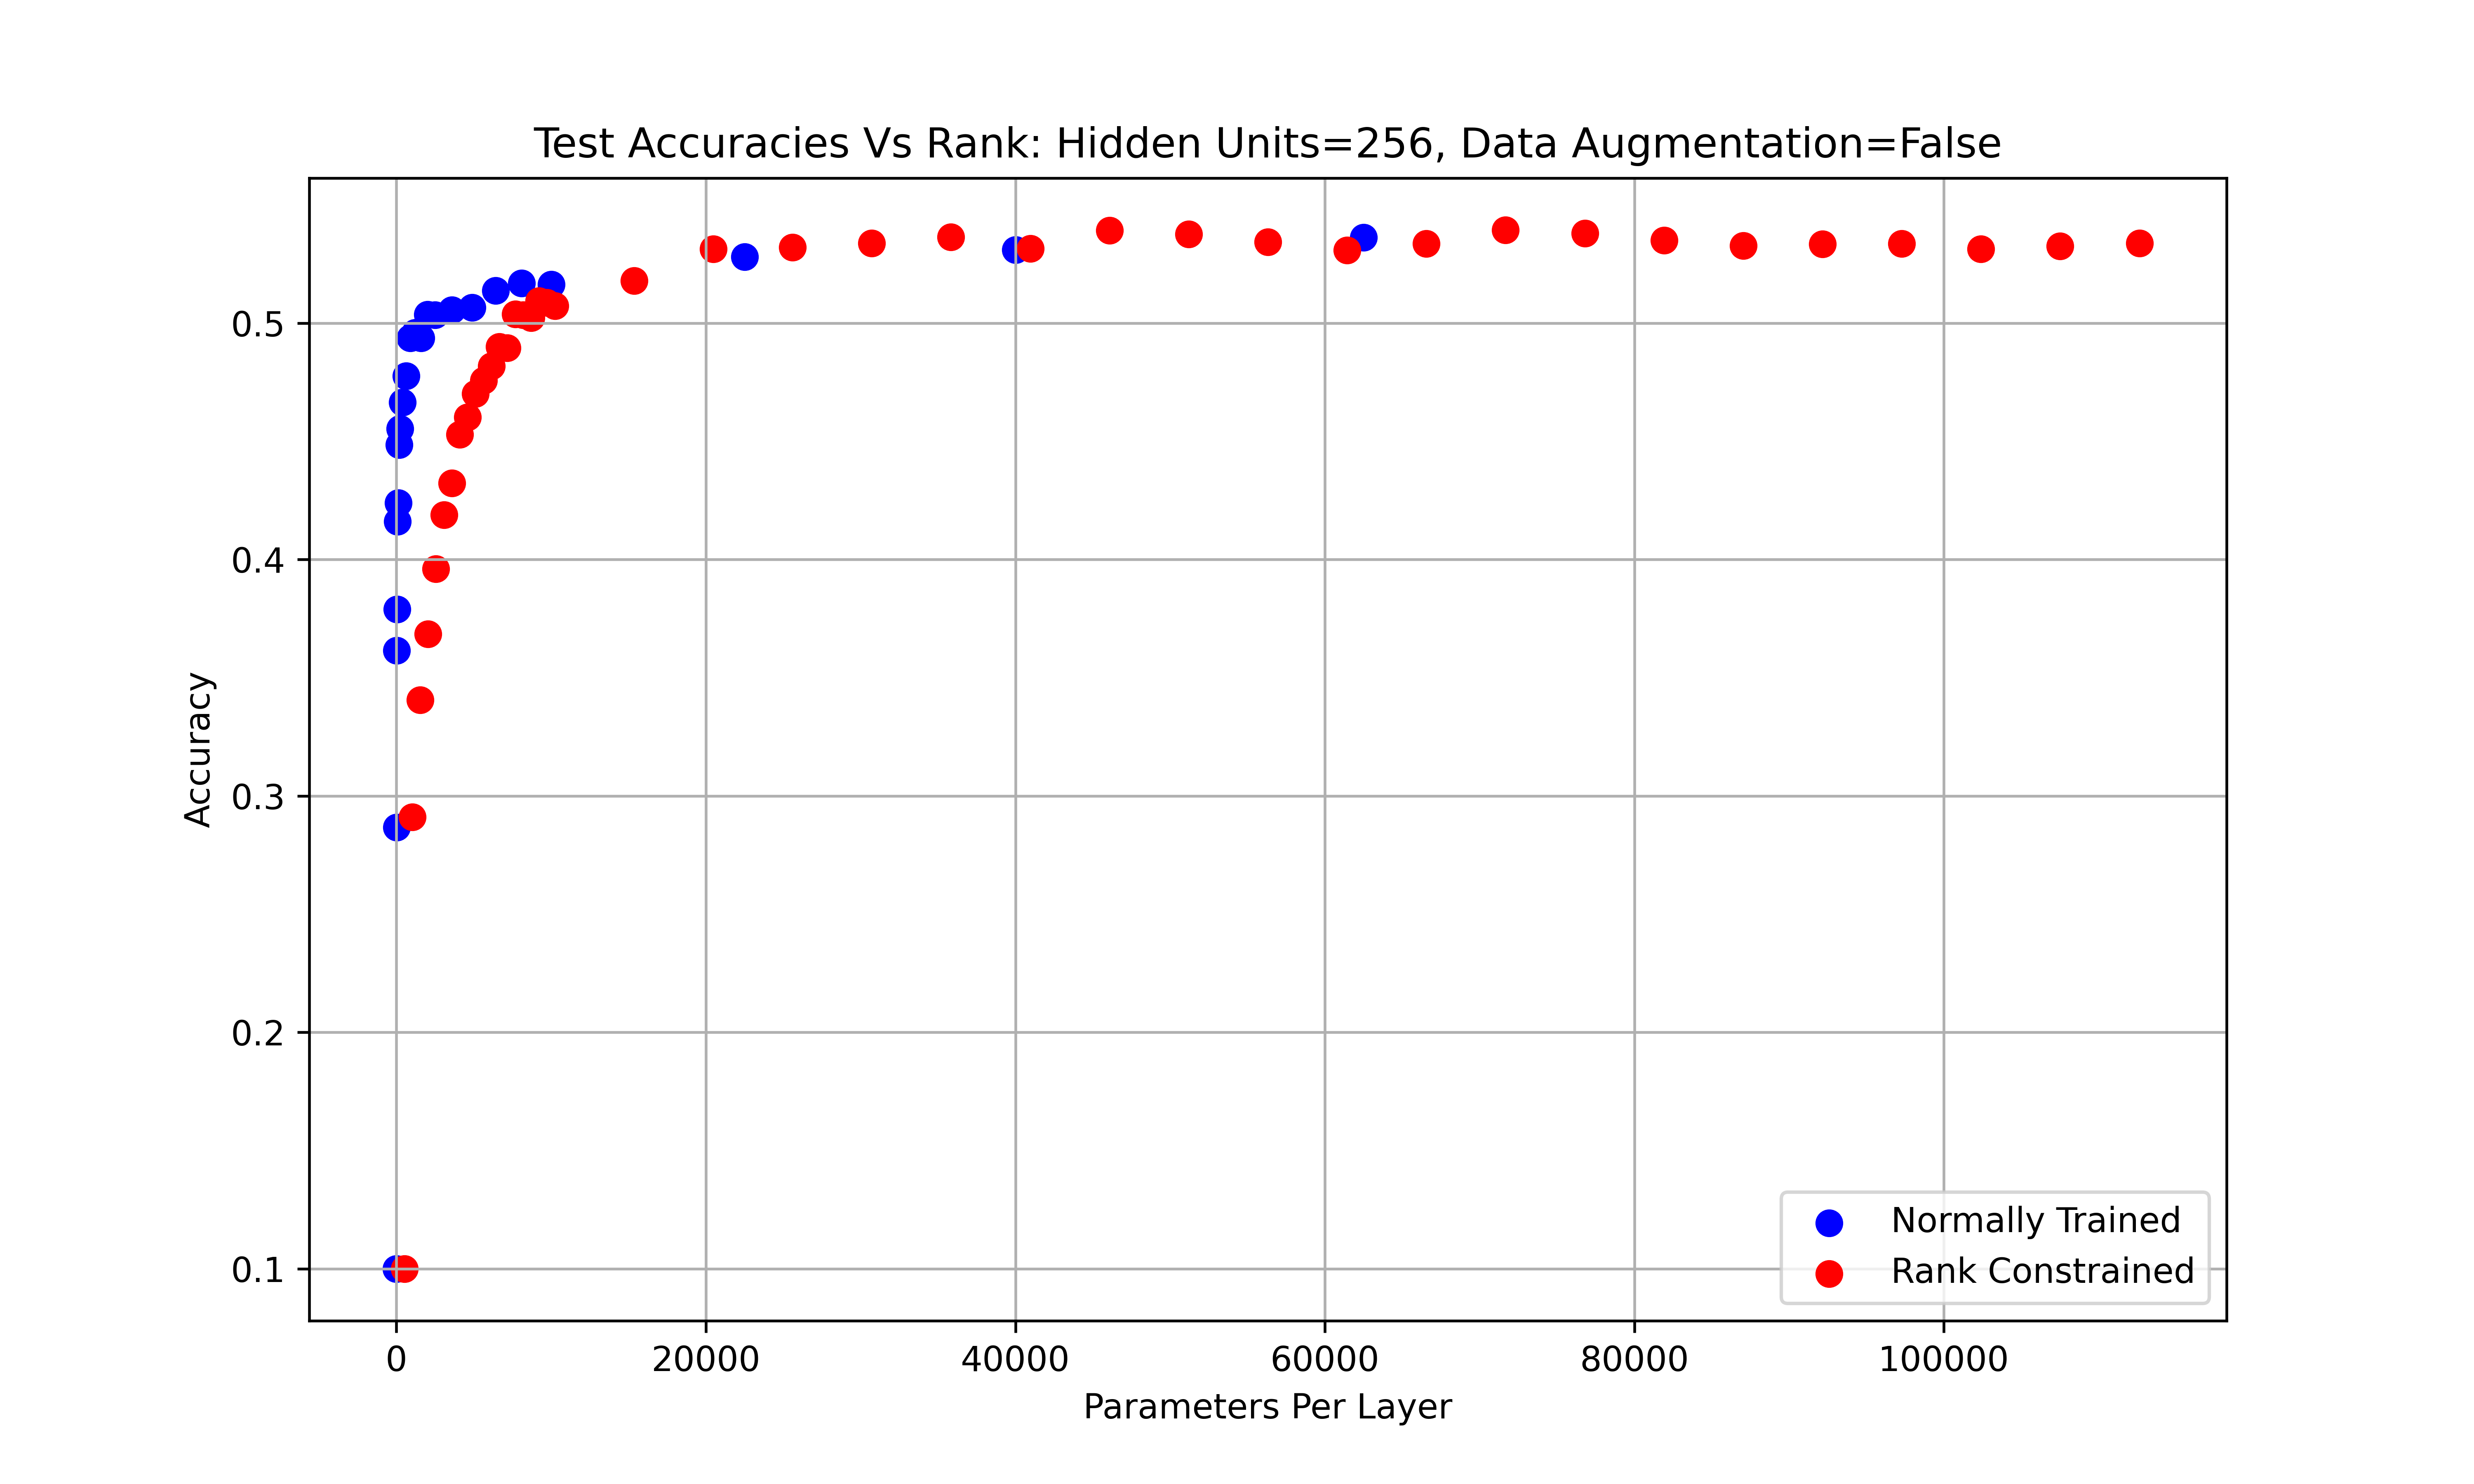 Test Accuracies Vs Rank: Hidden Units=256, Data Augmentation=False
0.5
0.4
0.3
0.2
0.1
Accuracy
0 20000 40000 60000 80000 100000
Parameters Per Layer
Normally Trained
Rank Constrained